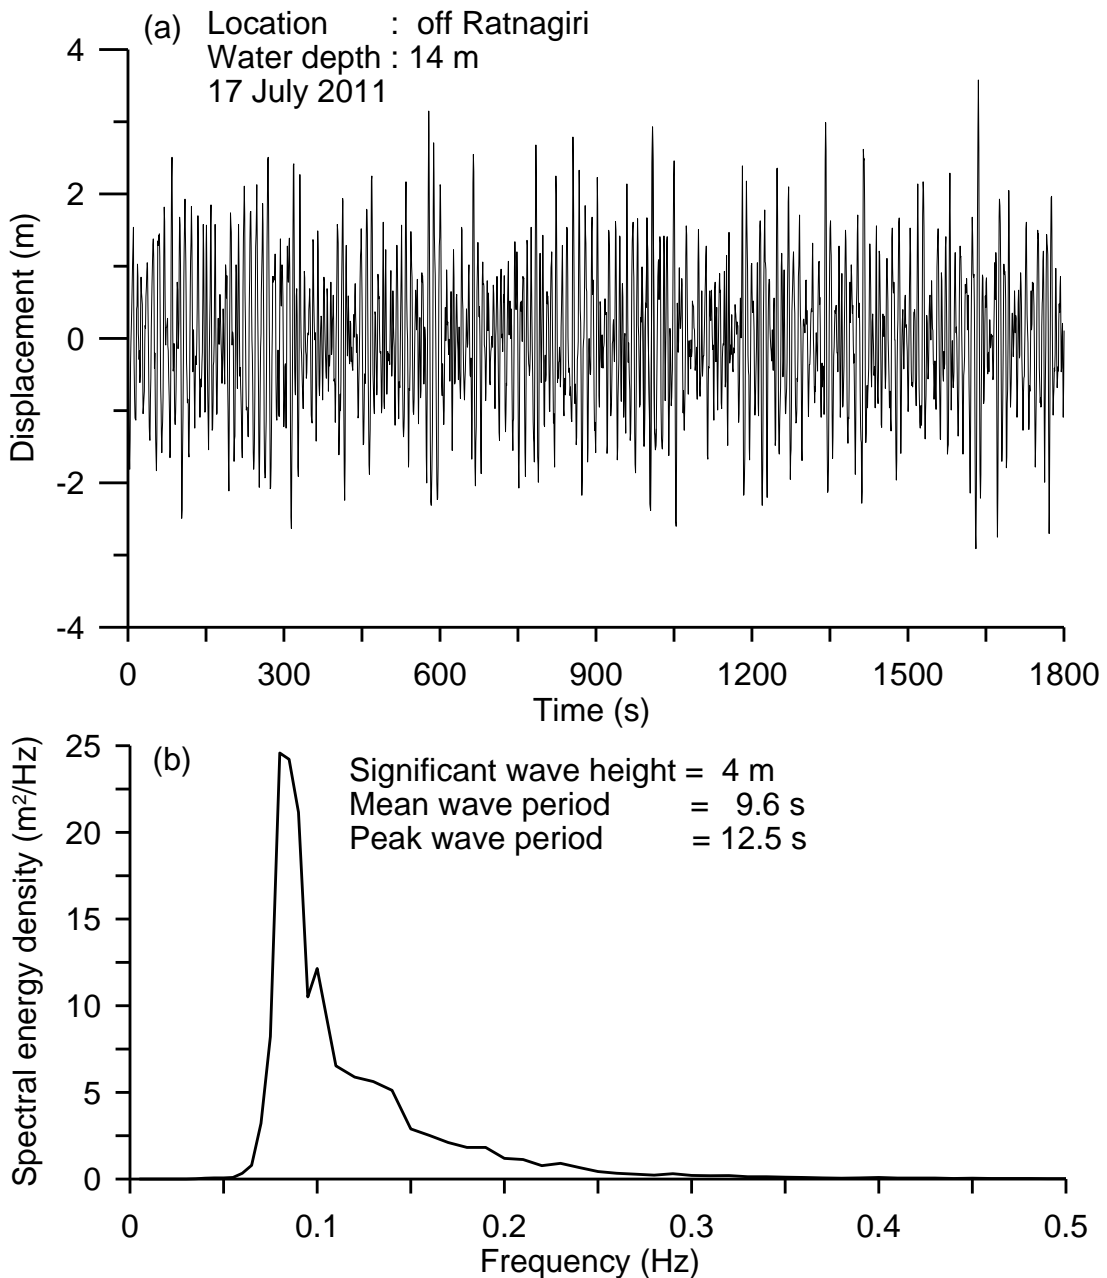 (a) Location : off Ratnagiri
Water depth : 14 m
17 July 2011
4
2
0
-2
-4
Displacement (m)
0 300 600 900 1200 1500 1800
Time (s)
(b)
Significant wave height = 4 m
Mean wave period = 9.6 s
Peak wave period = 12.5 s
25
20
15
10
5
0
Spectral energy density (m²/Hz)
0 0.1 0.2 0.3 0.4 0.5
Frequency (Hz)